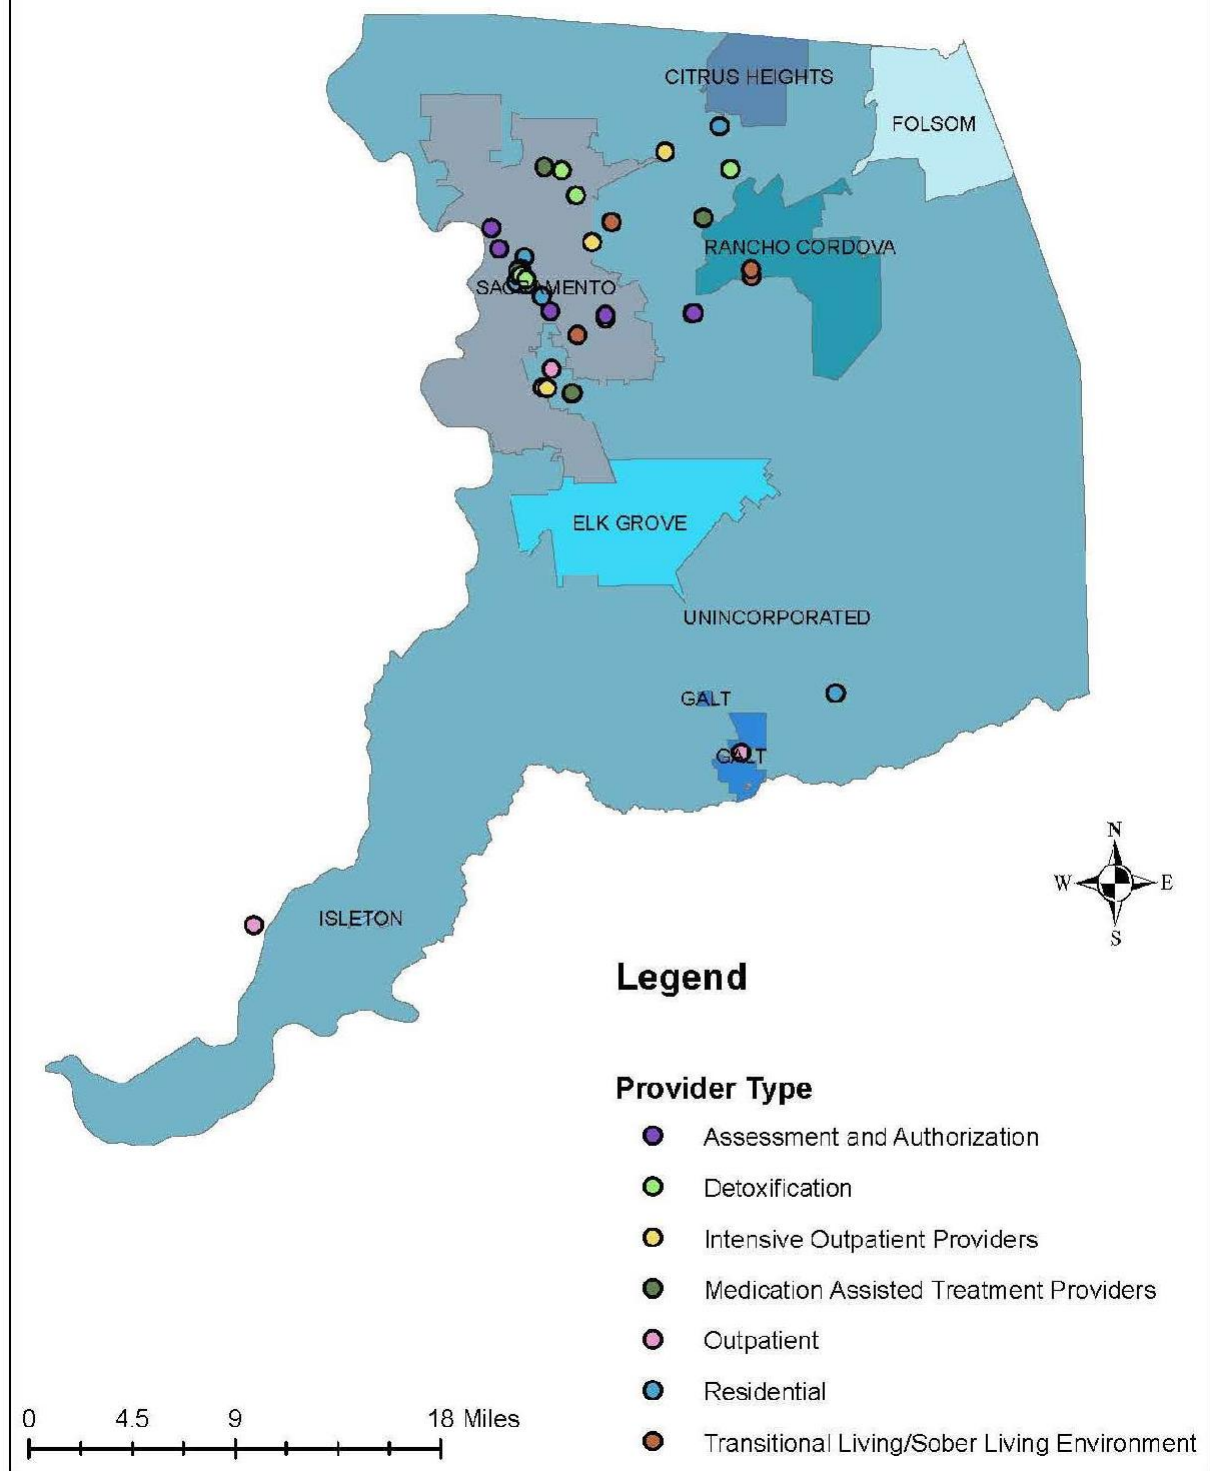 CITRUS HEIGHTS
FOLSOM
RANCHO CORDOVA
SACRAMENTO
ELK GROVE
UNINCORPORATED
GALT
GALT
N
W E
S
ISLETON
Legend
Provider Type
Assessment and Authorization
Detoxification
Intensive Outpatient Providers
Medication Assisted Treatment Providers
Outpatient
Residential
Transitional Living/Sober Living Environment
0 4.5 9 18 Miles